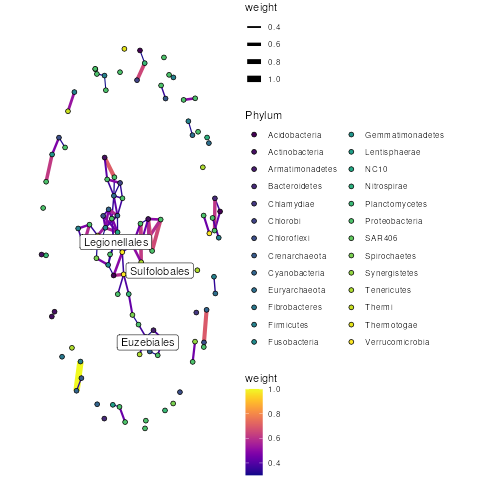 weight
0.4
0.6
0.8
1.0
Phylum
Acidobacteria
Actinobacteria
Armatimonadetes
Bacteroidetes
Chlamydiae
Chlorobi
Chloroflexi
Crenarchaeota
Cyanobacteria
Euryarchaeota
Fibrobacteres
Firmicutes
Fusobacteria
Gemmatimonadetes
Lentisphaerae
NC10
Nitrospirae
Planctomycetes
Proteobacteria
SAR406
Spirochaetes
Synergistetes
Tenericutes
Thermi
Thermotogae
Verrucomicrobia
Legionellales
Sulfolobales
Euzebiales
weight
1.0
0.8
0.6
0.4